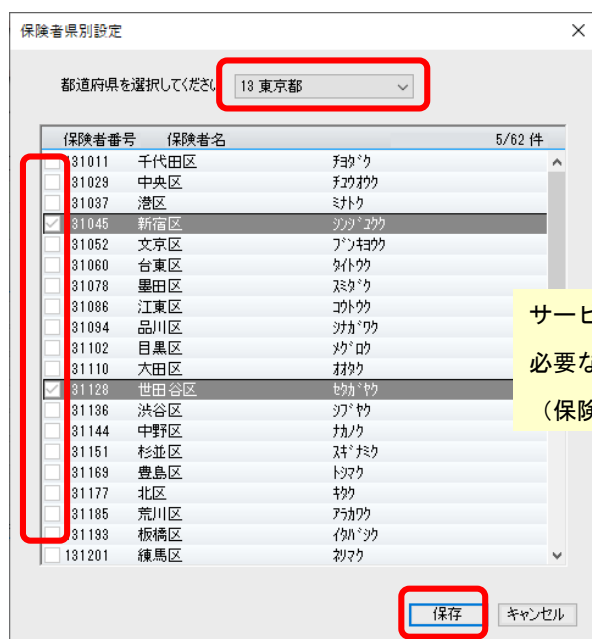 保険者県別設定
都道府県を選択してくださ
13 東京都
保険者番号 保険者名 5/62 件
131011 千代田区 ﾁﾖﾀﾞｸ
31029 中央区 ﾁﾕｳｵｳｸ
31037 港区 ﾐﾅﾄｸ
31045 新宿区 ｼﾝｼﾞﾕｸｸ
31052 文京区 ﾌﾞﾝｷﾖｳｸ
31060 台東区 ﾀｲﾄｳｸ
31078 墨田区 ｽﾐﾀﾞｸ
31086 江東区 ｺｳﾄｳｸ
31094 品川区 ｼﾅｶﾞﾜｸ
31102 目黒区 ﾒｸﾞﾛｸ
31110 大田区 ｵｵﾀｸ
31128 世田谷区 ｾﾀｶﾞﾔｸ
31136 渋谷区 ｼﾌﾞﾔｸ
31144 中野区 ﾅｶﾉｸ
31151 杉並区 ｽｷﾞﾅﾐｸ
31169 豊島区 ﾄｼﾏｸ
31177 北区 ｷﾀｸ
31185 荒川区 ｱﾗｶﾜｸ
31193 板橋区 ｲﾀﾊﾞｼｸ
131201 練馬区 ﾈﾘﾏｸ
サービ
必要な
（保険
保存 キャンセル